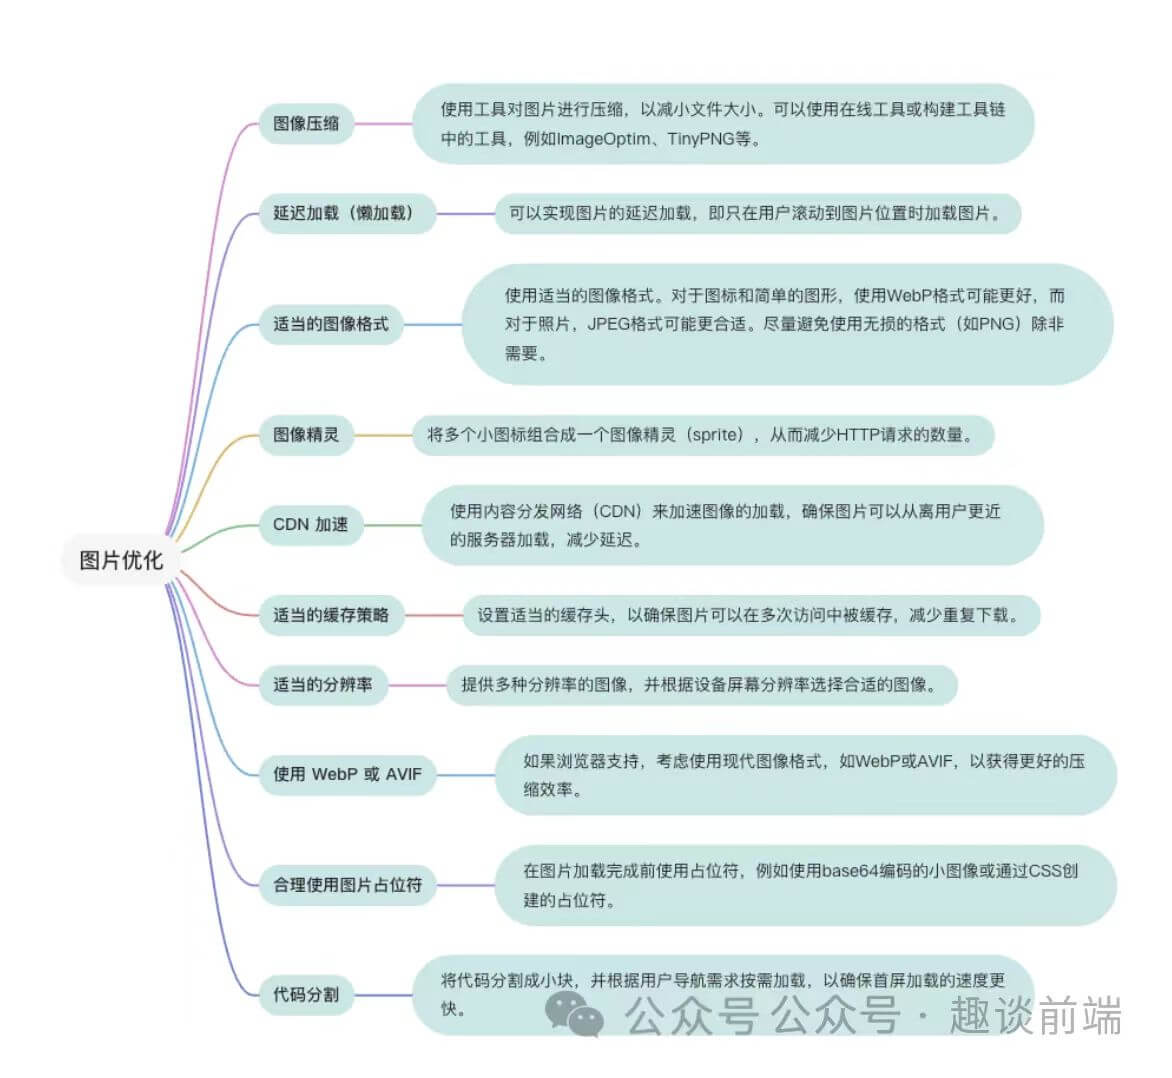 图像压缩
使用工具对图片进行压缩，以减小文件大小。可以使用在线工具或构建工具链
中的工具，例如ImageOptim、TinyPNG等。
延迟加载（懒加载）
可以实现图片的延迟加载，即只在用户滚动到图片位置时加载图片。
适当的图像格式
使用适当的图像格式。对于图标和简单的图形，使用WebP格式可能更好，而
对于照片，JPEG格式可能更合适。尽量避免使用无损的格式（如PNG）除非
需要。
图像精灵
将多个小图标组合成一个图像精灵（sprite），从而减少HTTP请求的数量。
CDN 加速
使用内容分发网络（CDN）来加速图像的加载，确保图片可以从离用户更近
的服务器加载，减少延迟。
图片优化
适当的缓存策略
设置适当的缓存头，以确保图片可以在多次访问中被缓存，减少重复下载。
适当的分辨率
提供多种分辨率的图像，并根据设备屏幕分辨率选择合适的图像。
使用 WebP 或 AVIF
如果浏览器支持，考虑使用现代图像格式，如WebP或AVIF，以获得更好的压
缩效率。
合理使用图片占位符
在图片加载完成前使用占位符，例如使用base64编码的小图像或通过CSS创
建的占位符。
代码分割
将代码分割成小块，并根据用户导航需求按需加载，以确保首屏加载的速度更
快。
公众号 公众号 · 趣谈前端